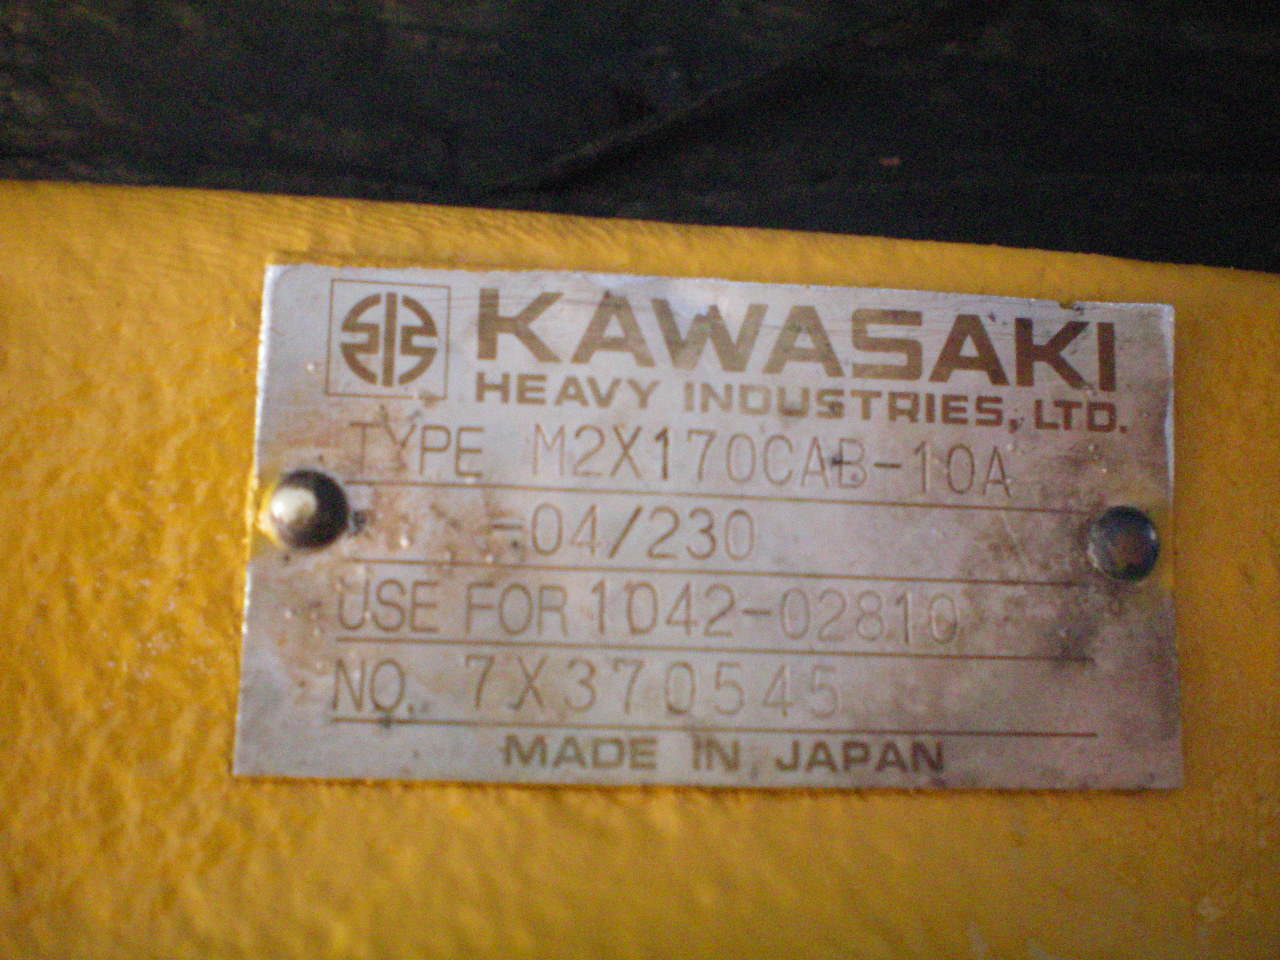 KAWASAKI
HEAVY INDUSTRIES, LTD.
TYPE M2X170CAB-10A
-04/230
USE FOR 1042-02810
NO. 7X370545
MADE IN JAPAN